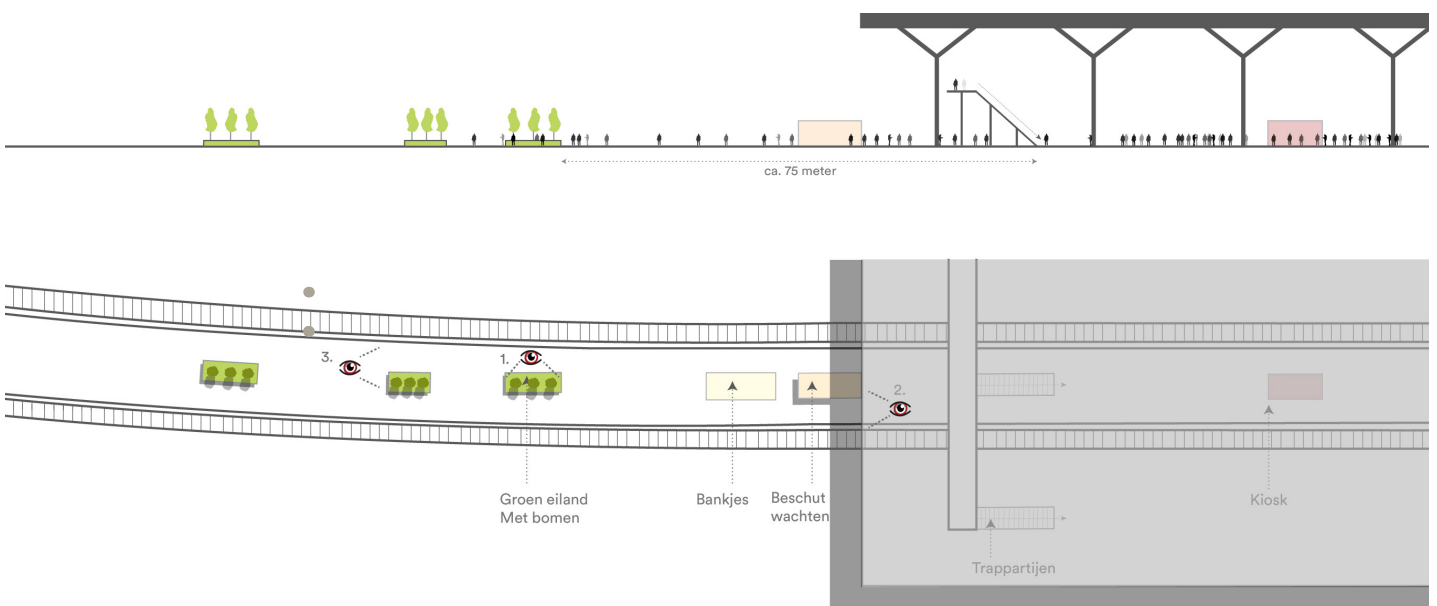 ca. 75 meter
3.
1.
2.
Groen eiland
Met bomen
Bankjes
Beschut
wachten
Kiosk
Trappartijen